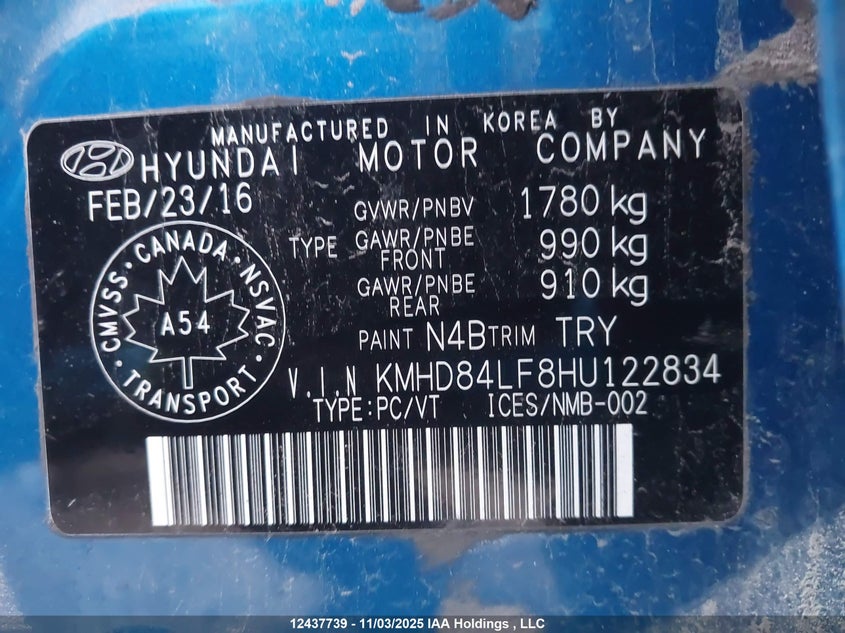 MANUFACTURED IN KOREA BY
HYUNDAI MOTOR COMPANY
FEB/23/16
GVWR/PNBV 1780 kg
TYPE GAWR/PNBE FRONT 990 kg
GAWR/PNBE REAR 910 kg
CMVSS · CANADA · NSVAC · TRANSPORT ·
A54
PAINT N4B TRIM TRY
V.I.N KMHD84LF8HU122834
TYPE:PC/VT ICES/NMB-002
12437739 - 11/03/2025 IAA Holdings , LLC